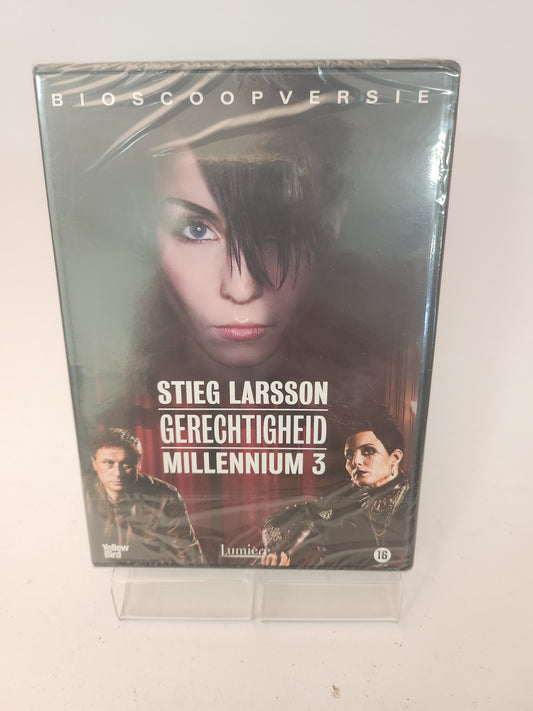 BIOSCOOPVERSIE
STIEG LARSSON
GERECHTIGHEID
MILLENNIUM 3
Yellow
Bird
Lumière
16